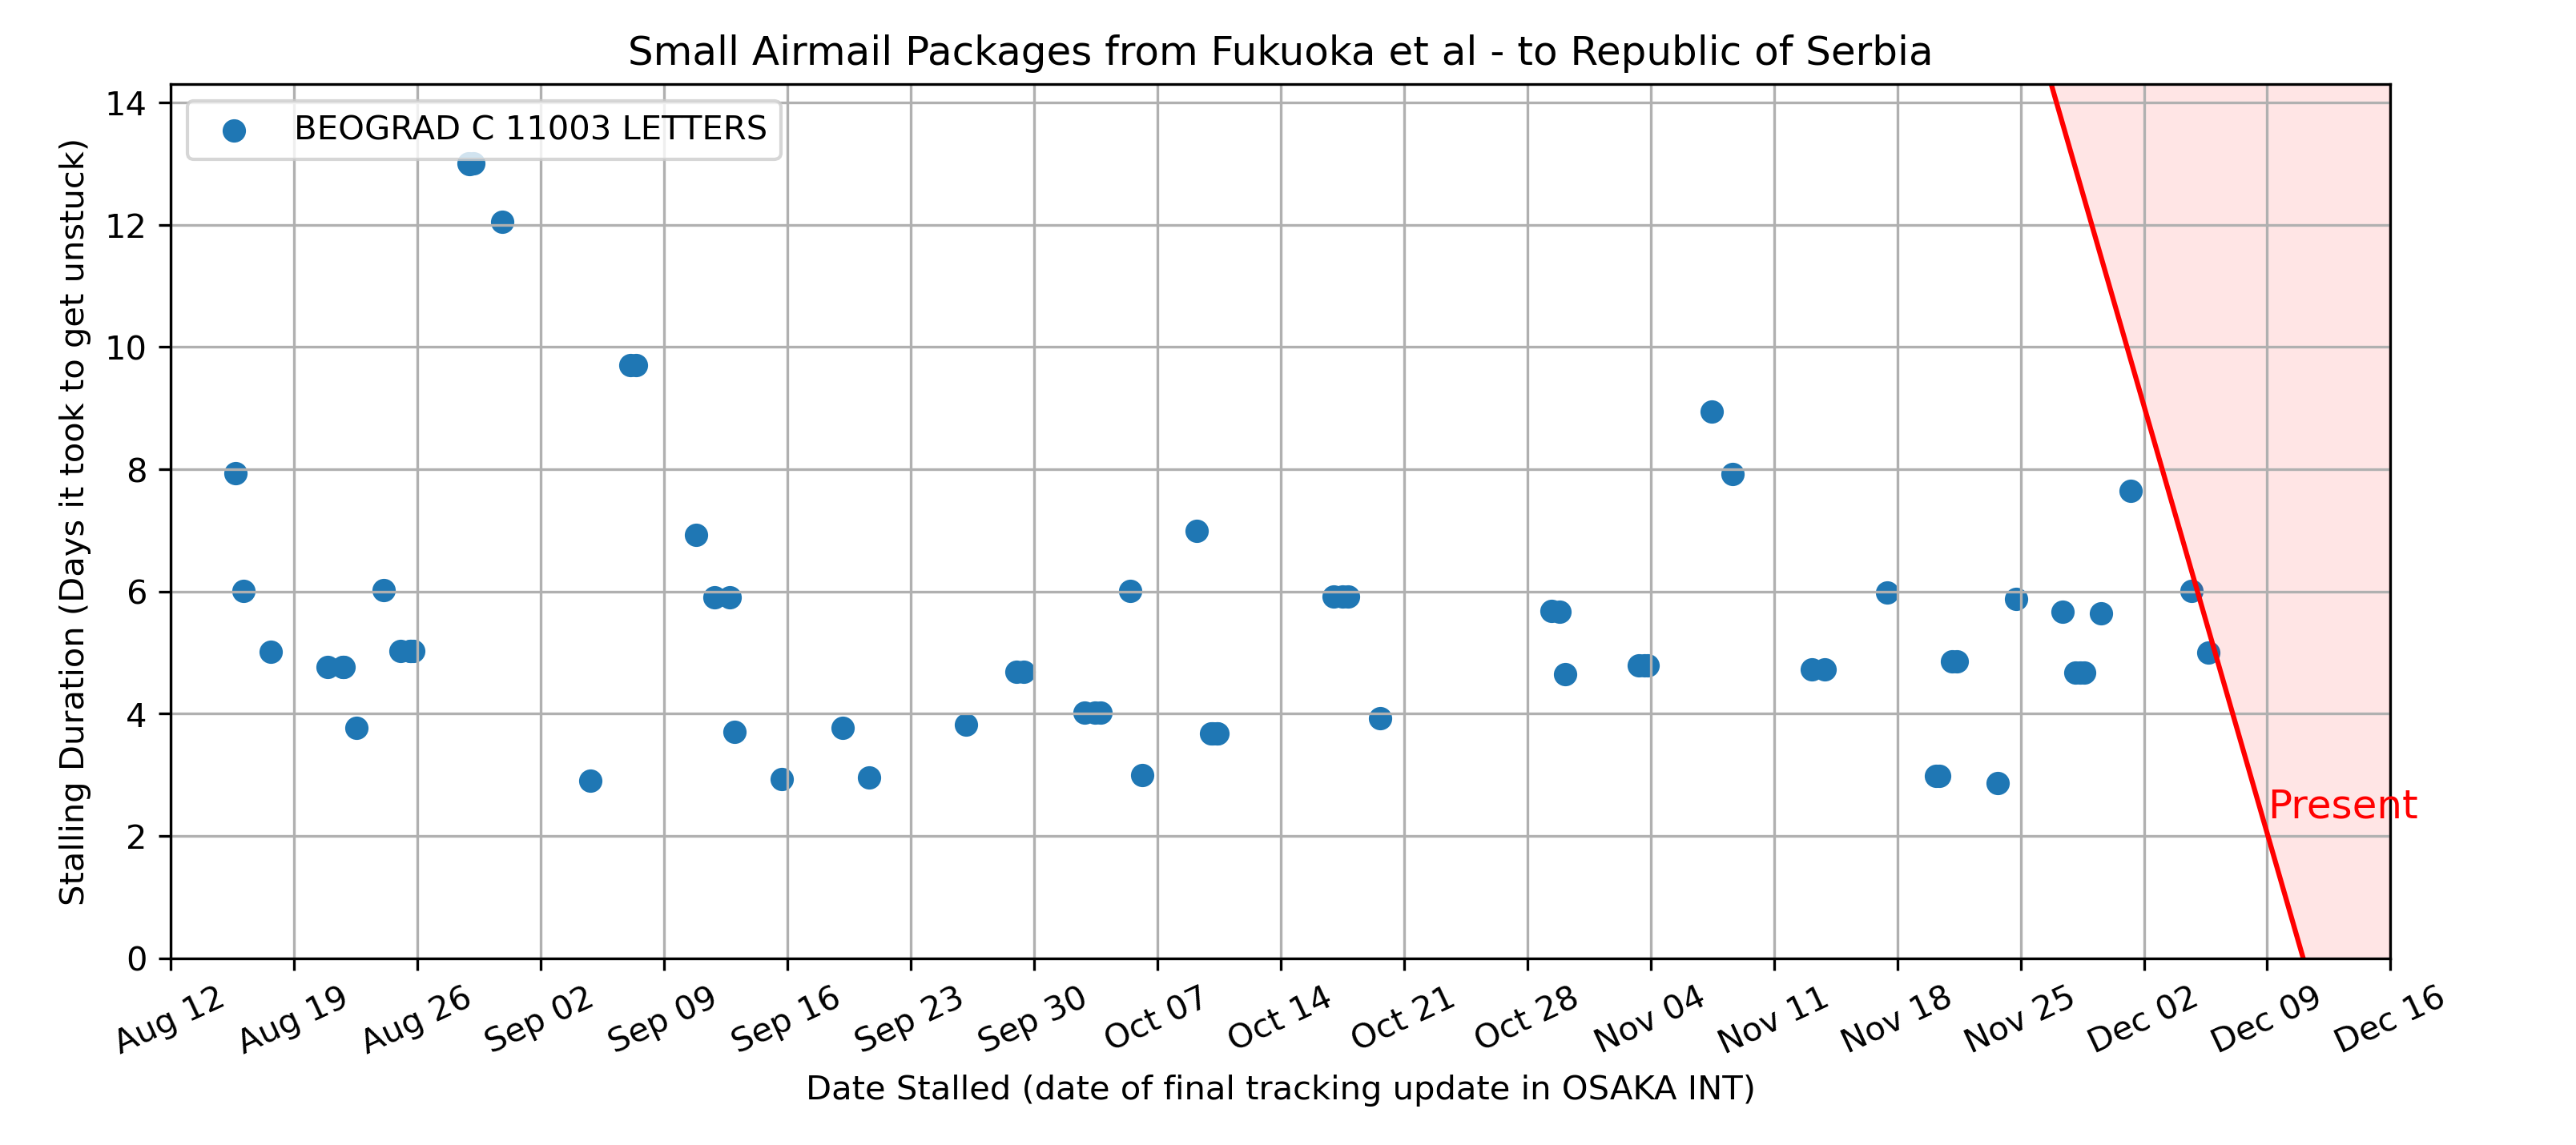 Small Airmail Packages from Fukuoka et al - to Republic of Serbia
BEOGRAD C 11003 LETTERS
Stalling Duration (Days it took to get unstuck)
14
12
10
8
6
4
2
0
Present
Aug 12
Aug 19
Aug 26
Sep 02
Sep 09
Sep 16
Sep 23
Sep 30
Oct 07
Oct 14
Oct 21
Oct 28
Nov 04
Nov 11
Nov 18
Nov 25
Dec 02
Dec 09
Dec 16
Date Stalled (date of final tracking update in OSAKA INT)